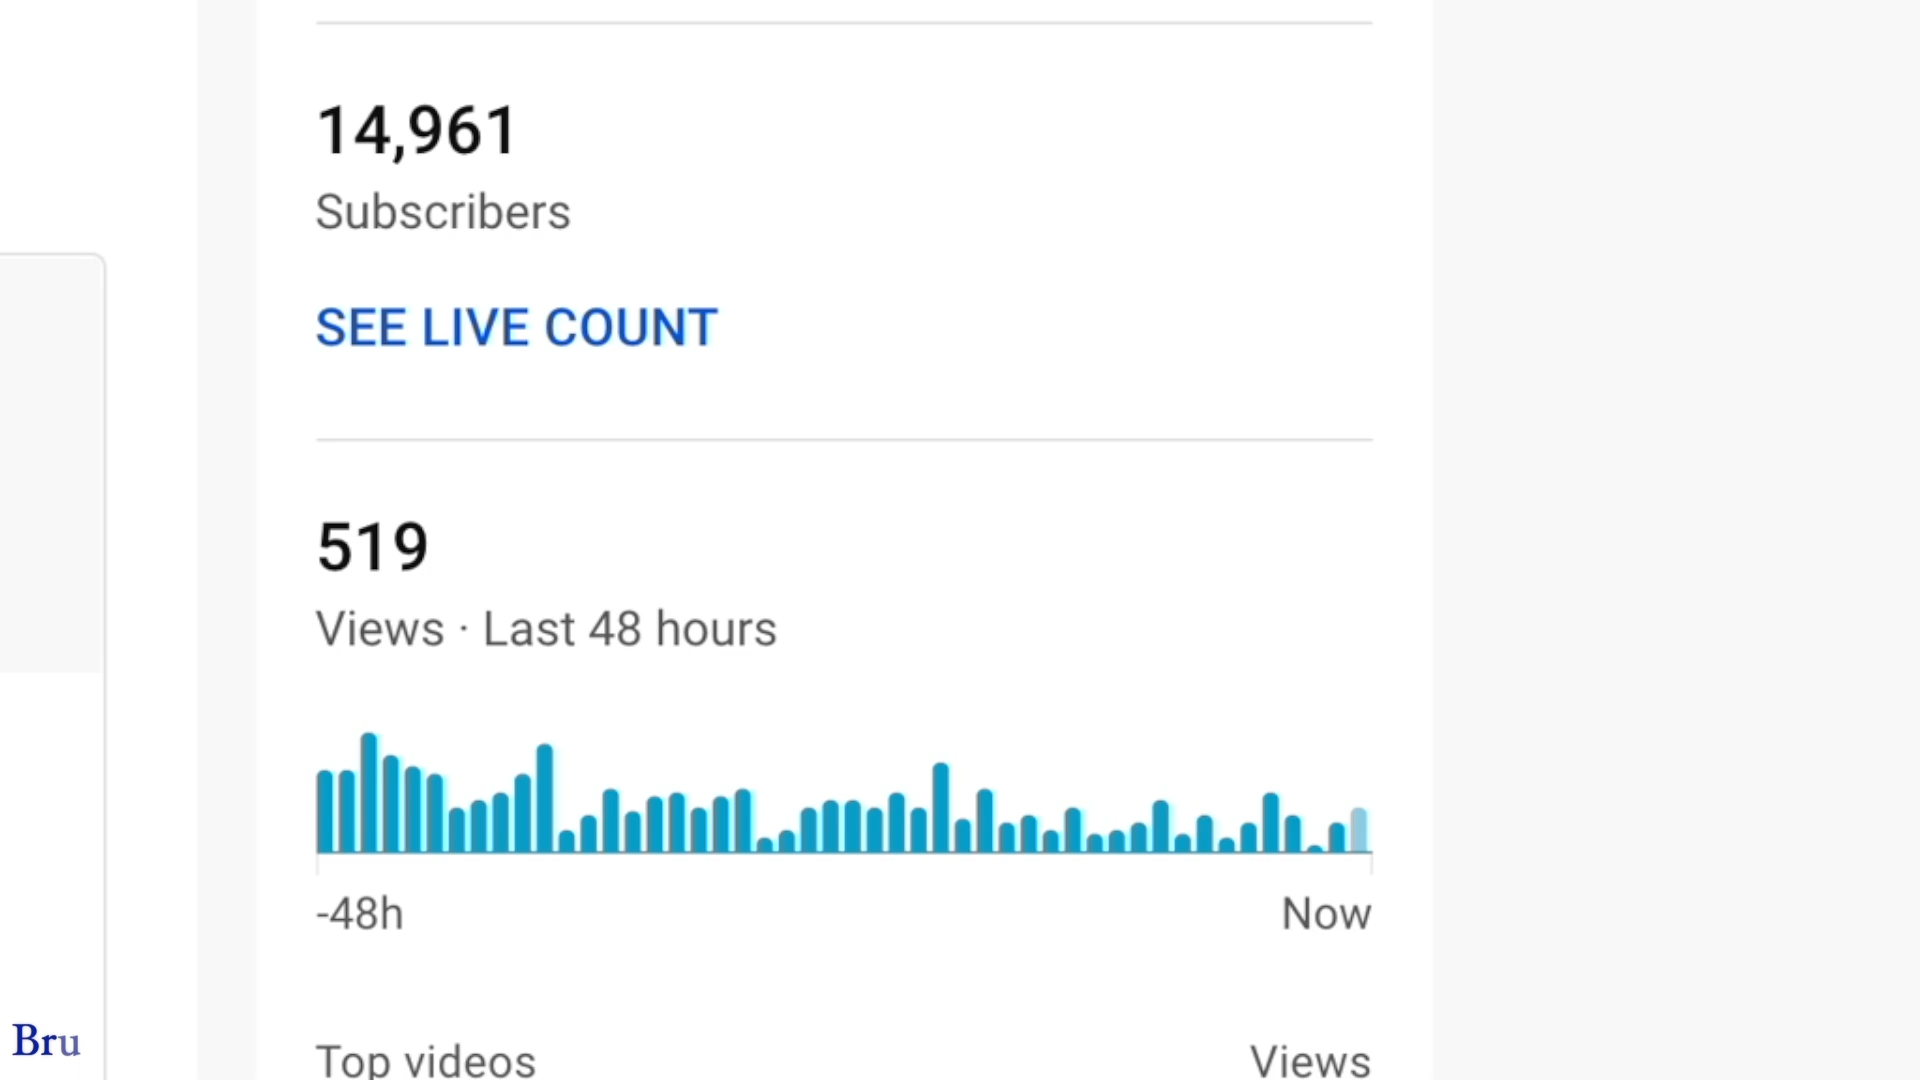 14,961
Subscribers
SEE LIVE COUNT
519
Views · Last 48 hours
-48h
Now
Top videos
Views
Bru